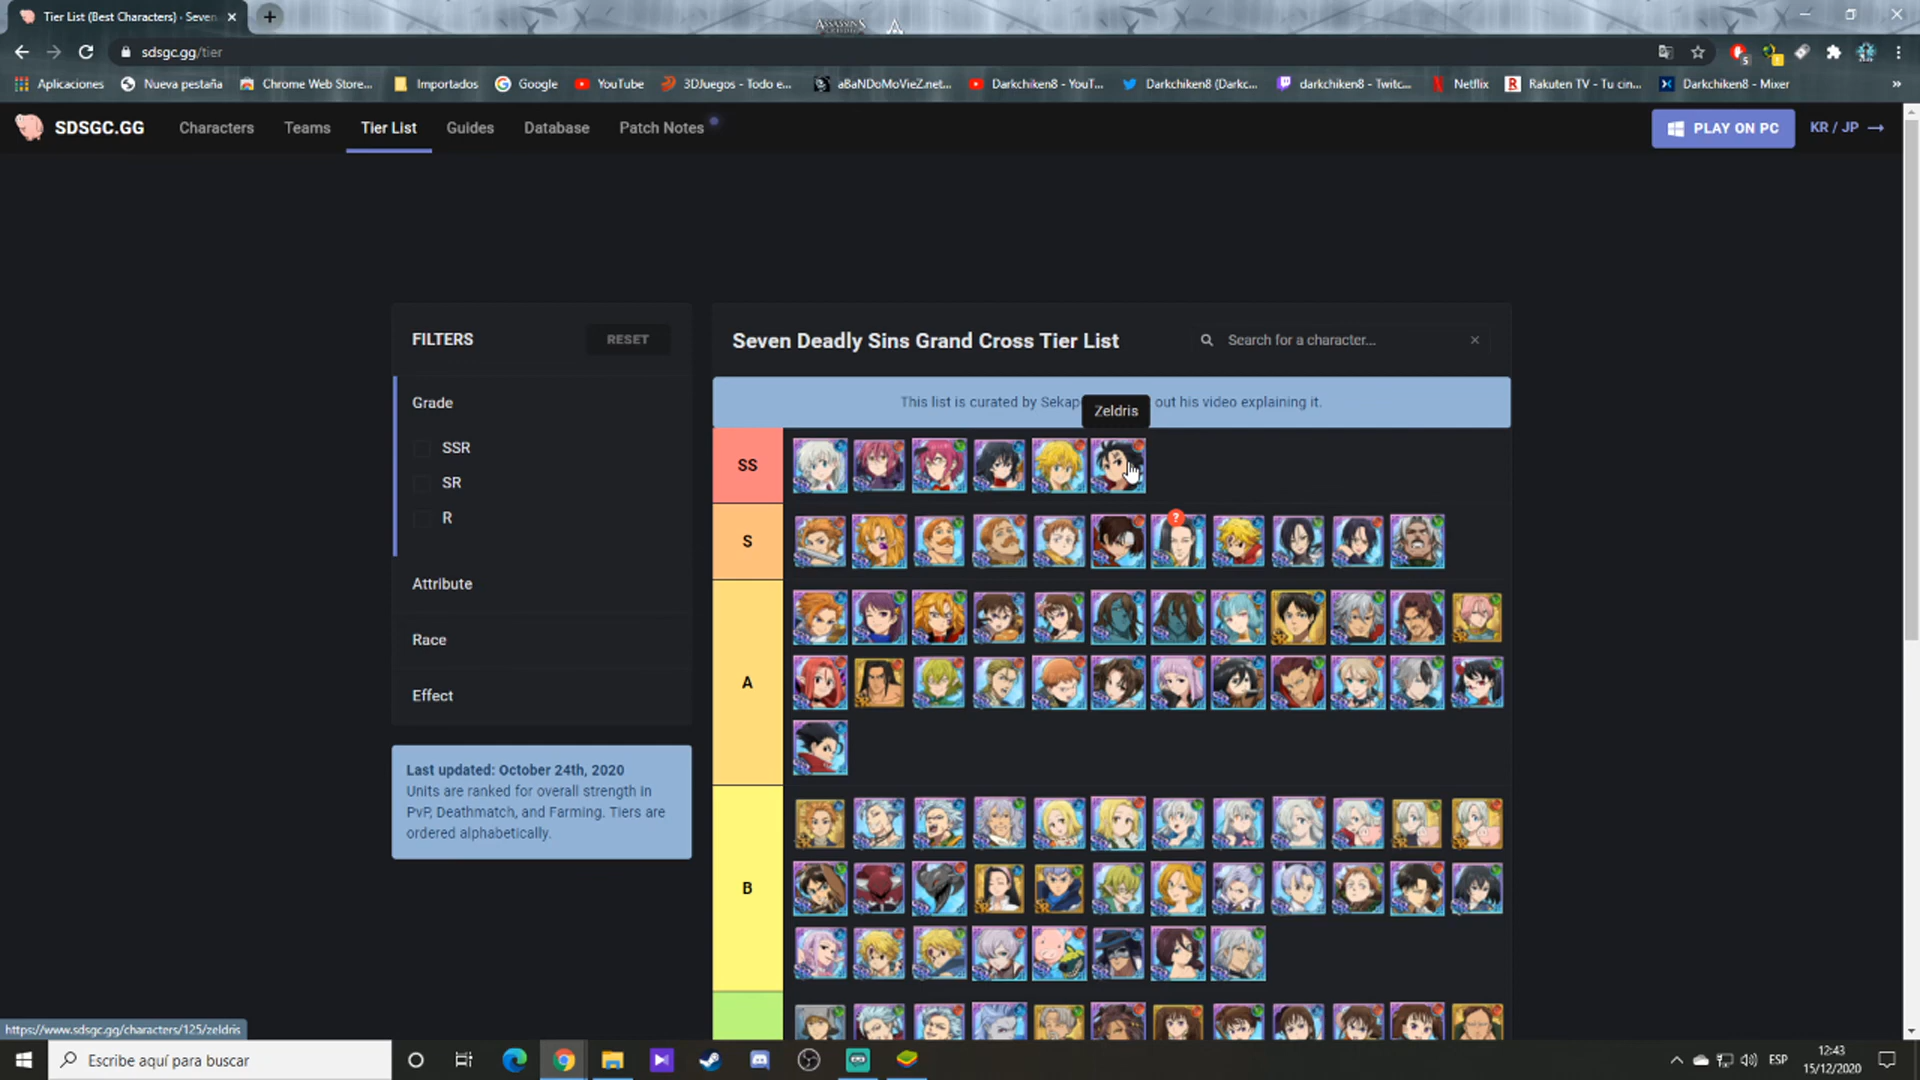 ASSASSIN'S
Tier List (Best Characters) · Seven
sdsgc.gg/tier
Aplicaciones Nueva pestaña Chrome Web Store... Importados Google YouTube 3DJuegos - Todo e... aBaNDoMoVieZ.net... Darkchiken8 - YouT... Darkchiken8 (Darkc... darkchiken8 - Twitc... Netflix Rakuten TV - Tu cin... Darkchiken8 - Mixer »
SDSGC.GG Characters Teams Tier List Guides Database Patch Notes PLAY ON PC KR / JP →
FILTERS RESET
Grade
SSR
SR
R
Attribute
Race
Effect
Last updated: October 24th, 2020
Units are ranked for overall strength in
PvP, Deathmatch, and Farming. Tiers are
ordered alphabetically.
Seven Deadly Sins Grand Cross Tier List Search for a character...
This list is curated by Sekap out his video explaining it.
Zeldris
SS
S
?
A
B
https://www.sdsgc.gg/characters/125/zeldris
Escribe aquí para buscar
ESP
12:43
15/12/2020